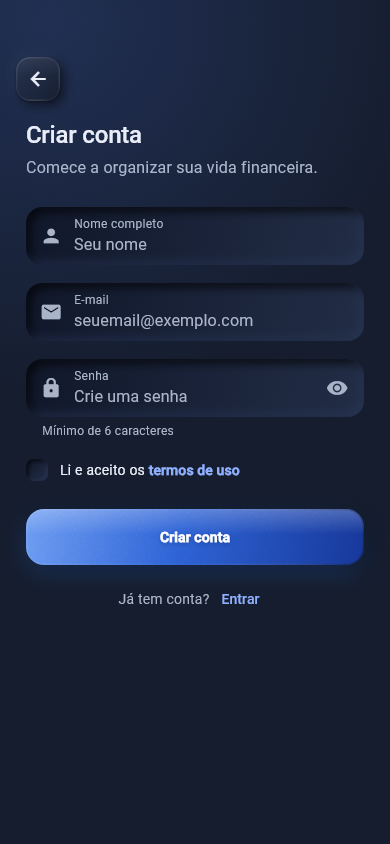 Criar conta
Comece a organizar sua vida financeira.
Nome completo
Seu nome
E-mail
seuemail@exemplo.com
Senha
Crie uma senha
Mínimo de 6 caracteres
Li e aceito os termos de uso
Criar conta
Já tem conta? Entrar